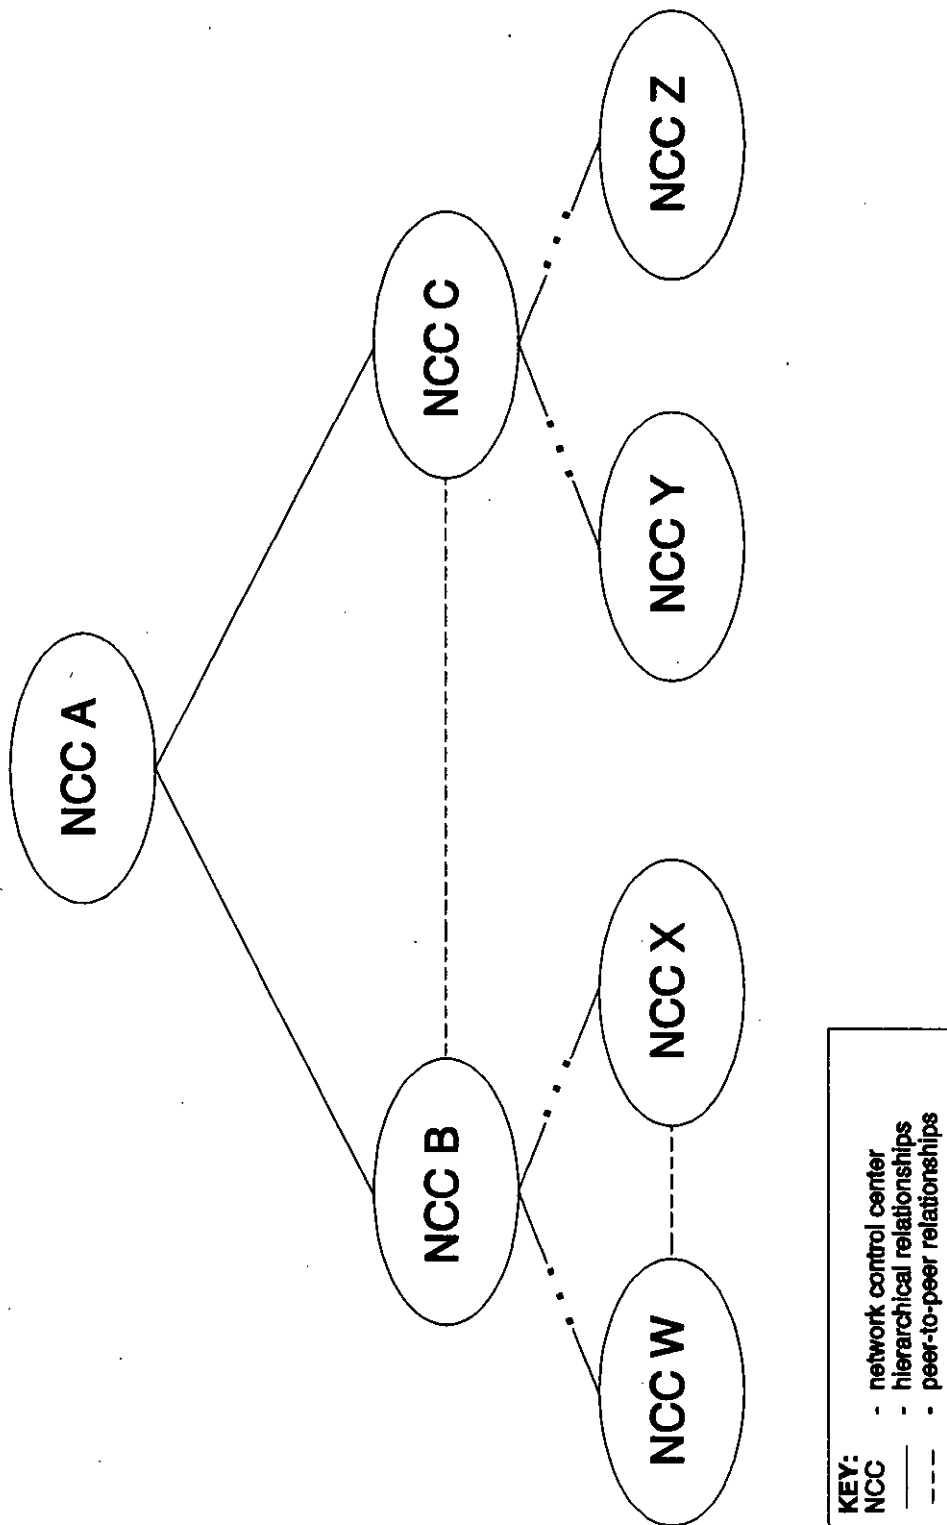 NCC A
NCC B
NCC C
NCC W
NCC X
NCC Y
NCC Z
KEY:
NCC - network control center
- hierarchical relationships
- peer-to-peer relationships